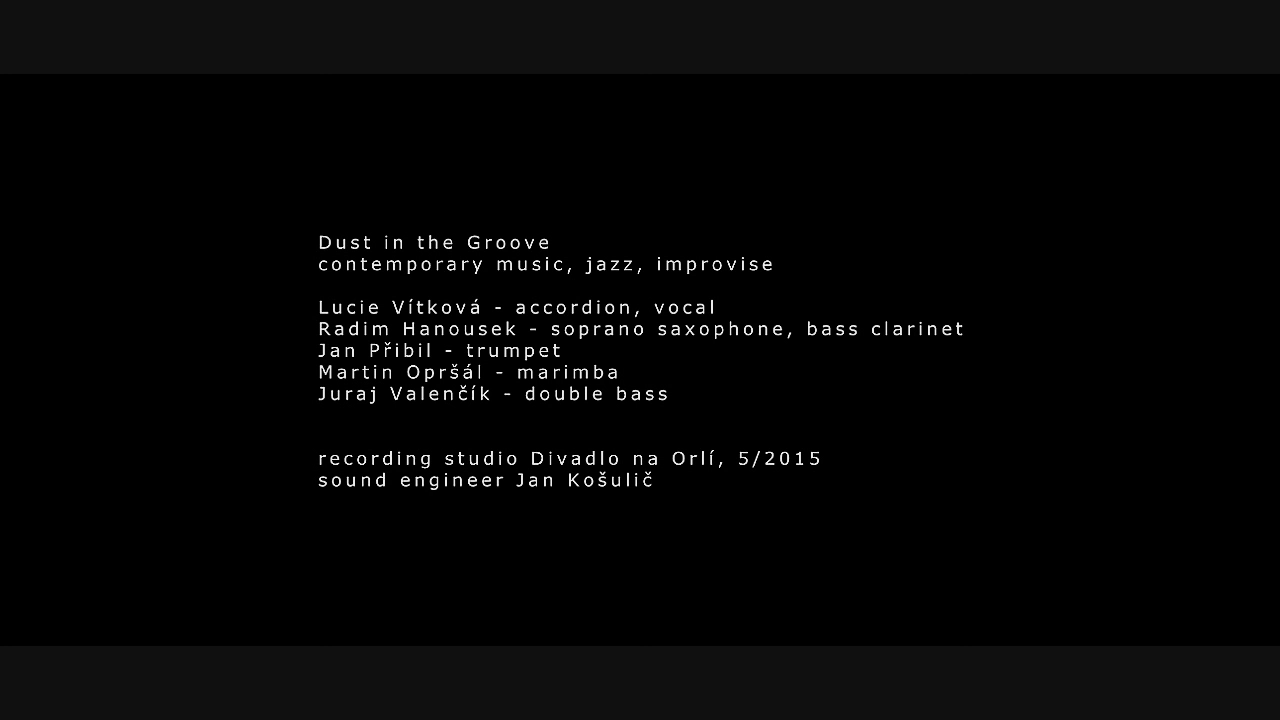 Dust in the Groove
contemporary music, jazz, improvise
Lucie Vítková - accordion, vocal
Radim Hanousek - soprano saxophone, bass clarinet
Jan Přibil - trumpet
Martin Opršál - marimba
Juraj Valenčík - double bass
recording studio Divadlo na Orlí, 5/2015
sound engineer Jan Košulič